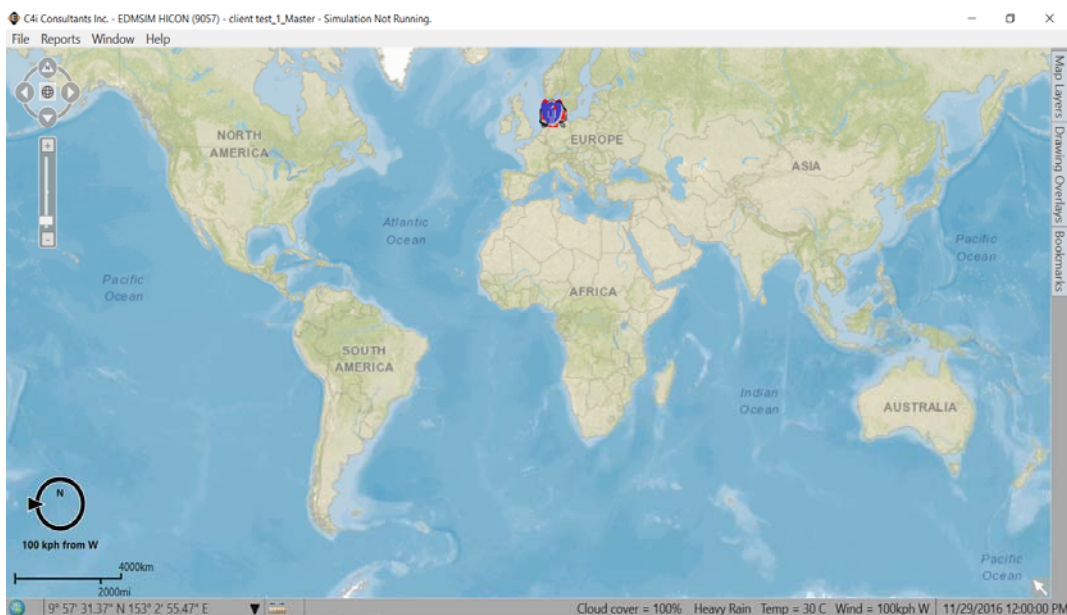 C4i Consultants Inc. - EDMSIM HICON (9057) - client test_1_Master - Simulation Not Running.
File Reports Window Help
Map Layers
Drawing Overlays
Bookmarks
N
+
-
NORTH
AMERICA
EUROPE
ASIA
Atlantic
Ocean
Pacific
Ocean
Pacific
Ocean
AFRICA
SOUTH
AMERICA
Indian
Ocean
AUSTRALIA
N
100 kph from W
4000km
2000mi
Pacific
Ocean
9° 57' 31.37" N 153° 2' 55.47" E
Cloud cover = 100% Heavy Rain Temp = 30 C Wind = 100kph W 11/29/2016 12:00:00 PM